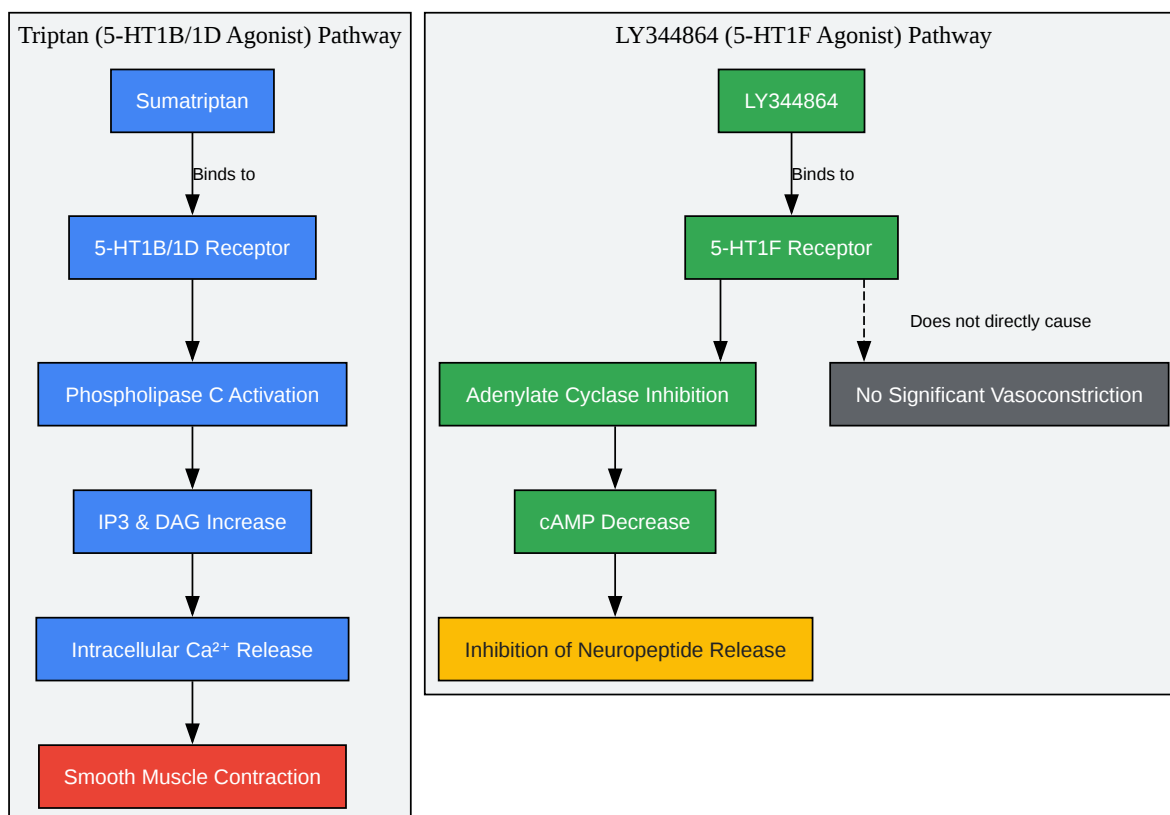 Triptan (5-HT1B/1D Agonist) Pathway
Sumatriptan
Binds to
5-HT1B/1D Receptor
Phospholipase C Activation
IP3 & DAG Increase
Intracellular Ca²⁺ Release
Smooth Muscle Contraction
LY344864 (5-HT1F Agonist) Pathway
LY344864
Binds to
5-HT1F Receptor
Does not directly cause
Adenylate Cyclase Inhibition
No Significant Vasoconstriction
cAMP Decrease
Inhibition of Neuropeptide Release